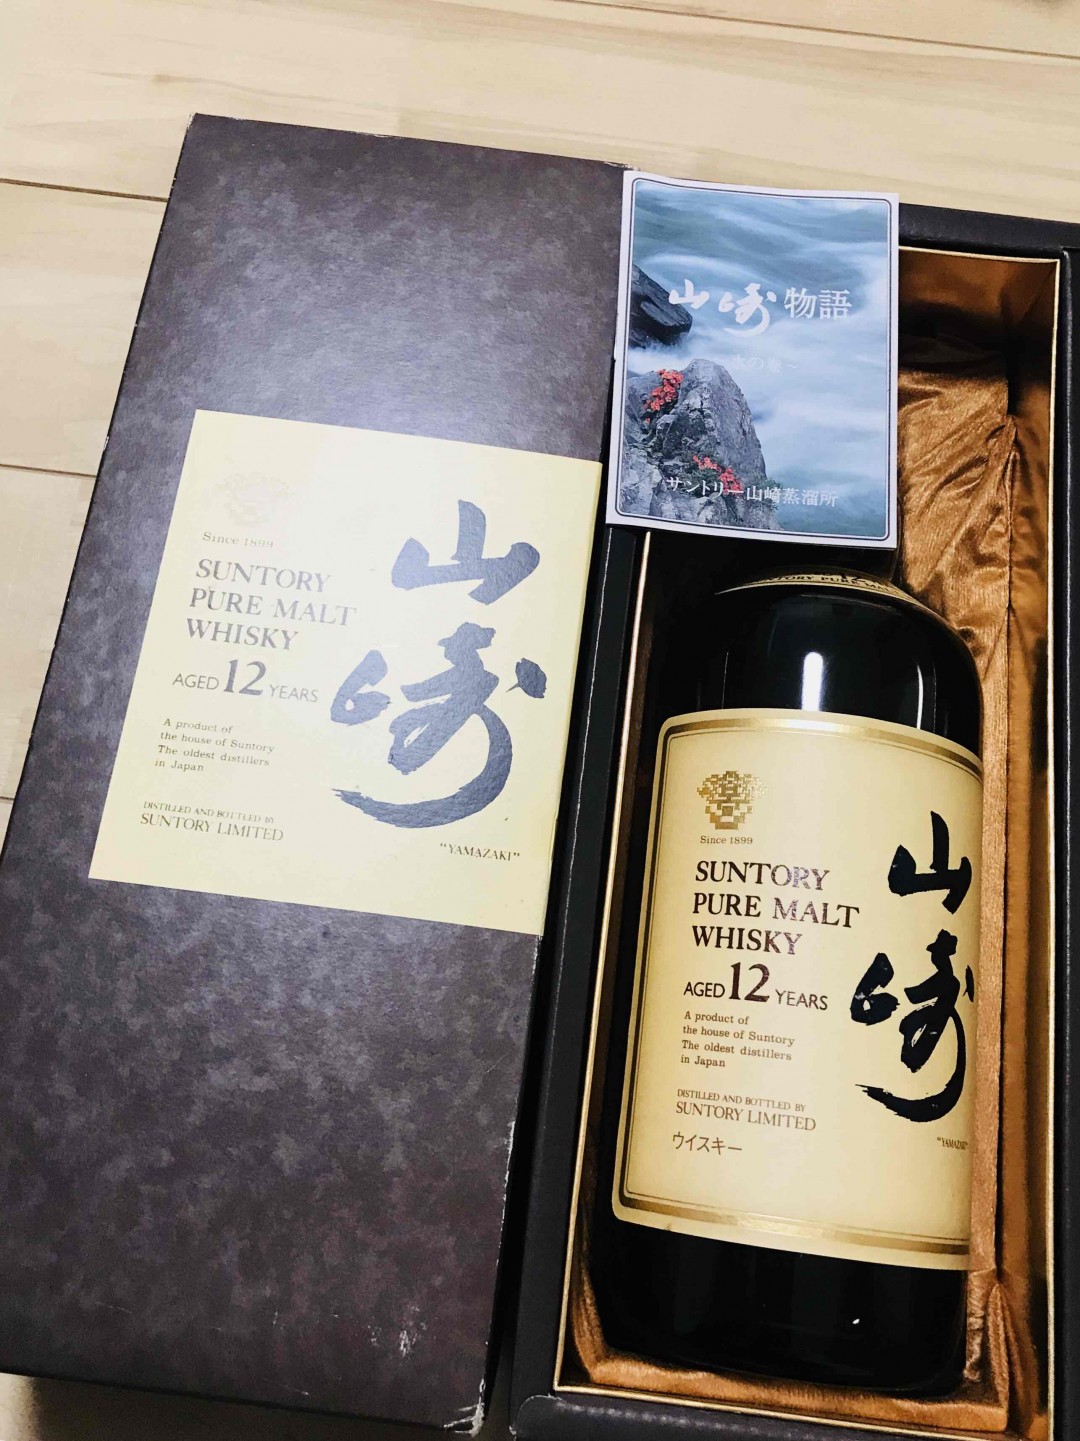 Since 1899
SUNTORY
PURE MALT
WHISKY
AGED 12 YEARS
A product of
the house of Suntory
The oldest distillers
in Japan
DISTILLED AND BOTTLED BY
SUNTORY LIMITED
山崎
"YAMAZAKI"
山崎物語
サントリー山崎蒸溜所
SUNTORY PURE MALT
Since 1899
SUNTORY
PURE MALT
WHISKY
AGED 12 YEARS
A product of
the house of Suntory
The oldest distillers
in Japan
DISTILLED AND BOTTLED BY
SUNTORY LIMITED
ウイスキー
山崎
"YAMAZAKI"